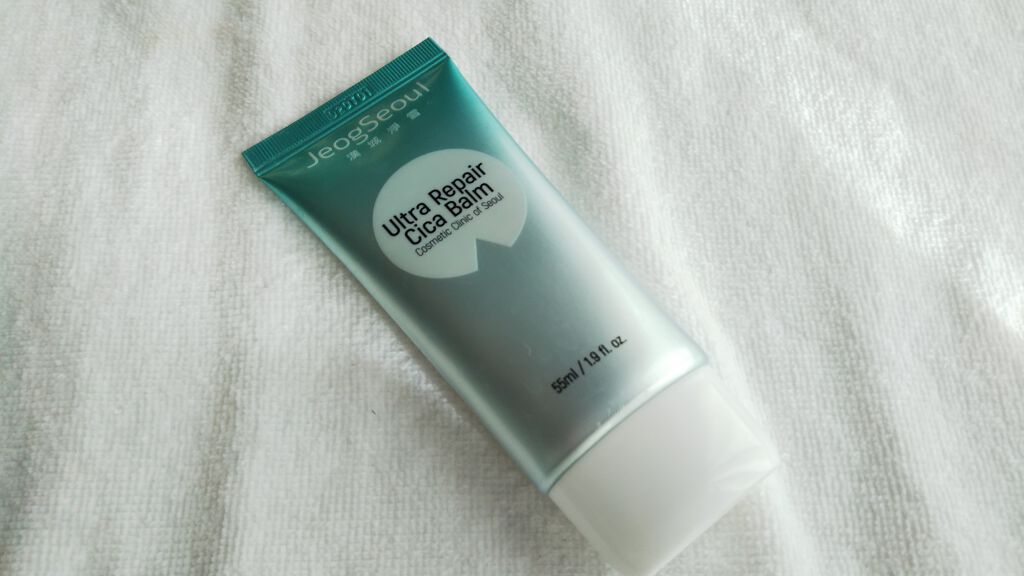 JeogSeoul
Ultra Repair
Cica Balm
Cosmetic Clinic of Seoul
55ml / 1.9 fl. oz.